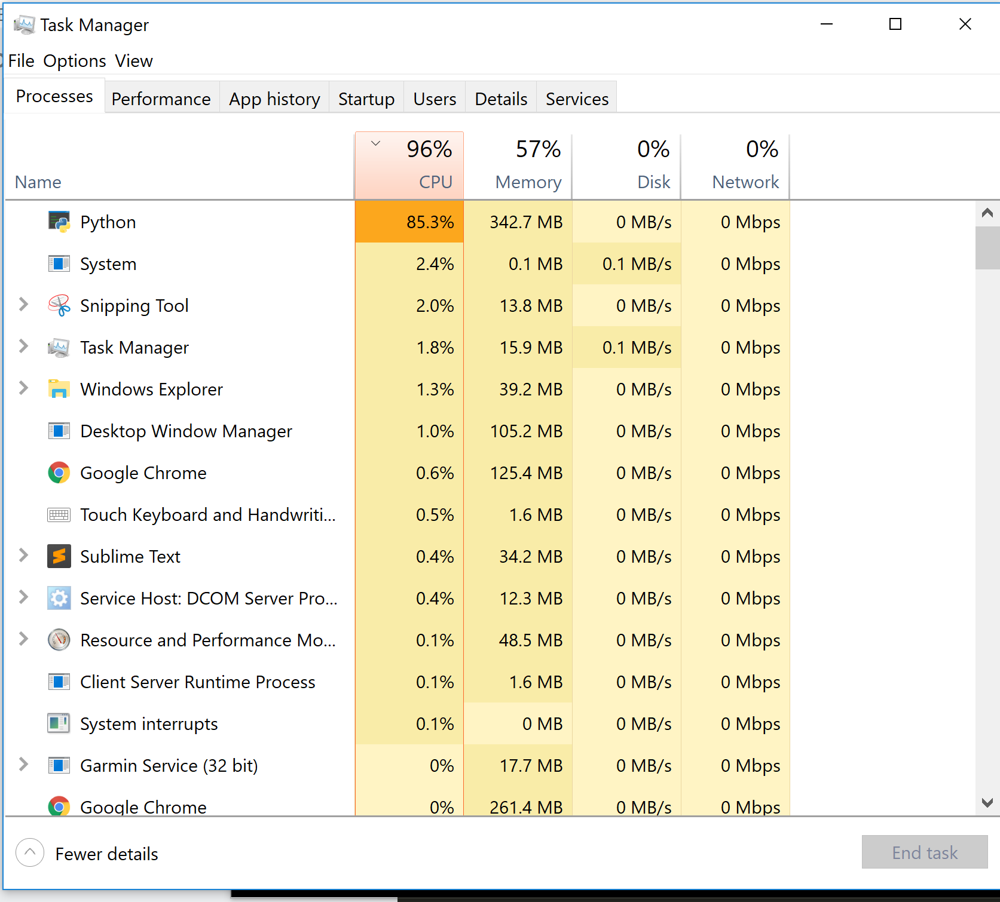 Task Manager
File Options View
Processes Performance App history Startup Users Details Services
96% 57% 0% 0%
Name CPU Memory Disk Network
Python 85.3% 342.7 MB 0 MB/s 0 Mbps
System 2.4% 0.1 MB 0.1 MB/s 0 Mbps
Snipping Tool 2.0% 13.8 MB 0 MB/s 0 Mbps
Task Manager 1.8% 15.9 MB 0.1 MB/s 0 Mbps
Windows Explorer 1.3% 39.2 MB 0 MB/s 0 Mbps
Desktop Window Manager 1.0% 105.2 MB 0 MB/s 0 Mbps
Google Chrome 0.6% 125.4 MB 0 MB/s 0 Mbps
Touch Keyboard and Handwriti... 0.5% 1.6 MB 0 MB/s 0 Mbps
Sublime Text 0.4% 34.2 MB 0 MB/s 0 Mbps
Service Host: DCOM Server Pro... 0.4% 12.3 MB 0 MB/s 0 Mbps
Resource and Performance Mo... 0.1% 48.5 MB 0 MB/s 0 Mbps
Client Server Runtime Process 0.1% 1.6 MB 0 MB/s 0 Mbps
System interrupts 0.1% 0 MB 0 MB/s 0 Mbps
Garmin Service (32 bit) 0% 17.7 MB 0 MB/s 0 Mbps
Google Chrome 0% 261.4 MB 0 MB/s 0 Mbps
Fewer details End task